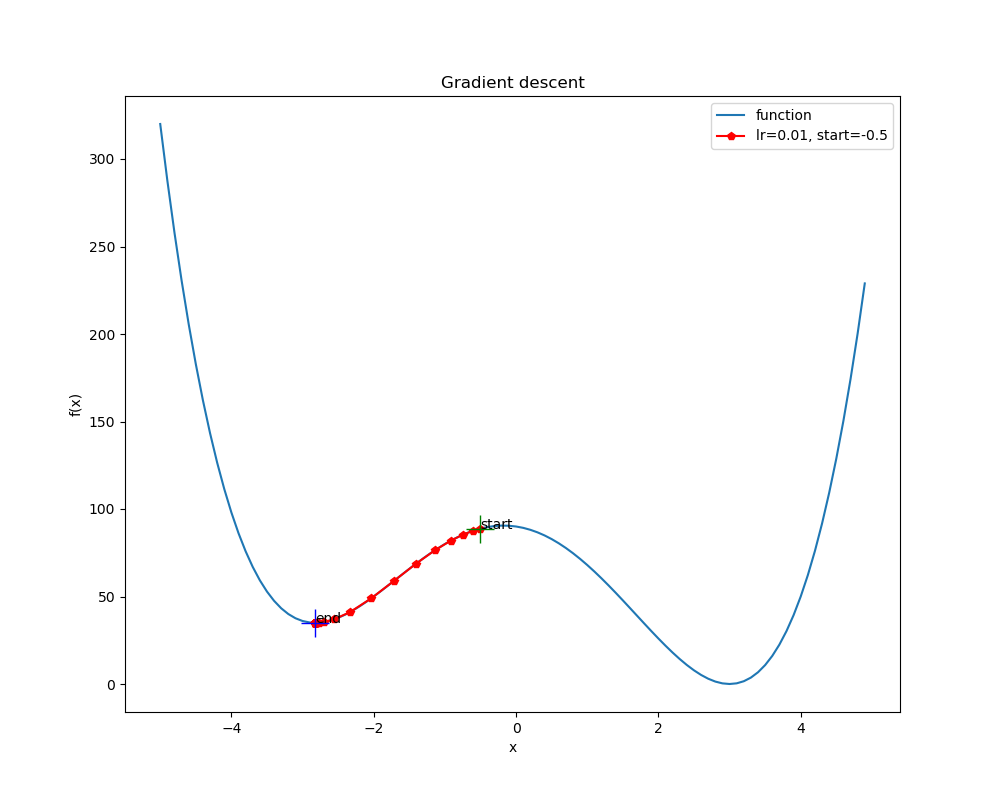 Gradient descent
function
lr=0.01, start=-0.5
300
250
200
150
100
50
0
f(x)
start
end
−4
−2
0
2
4
x